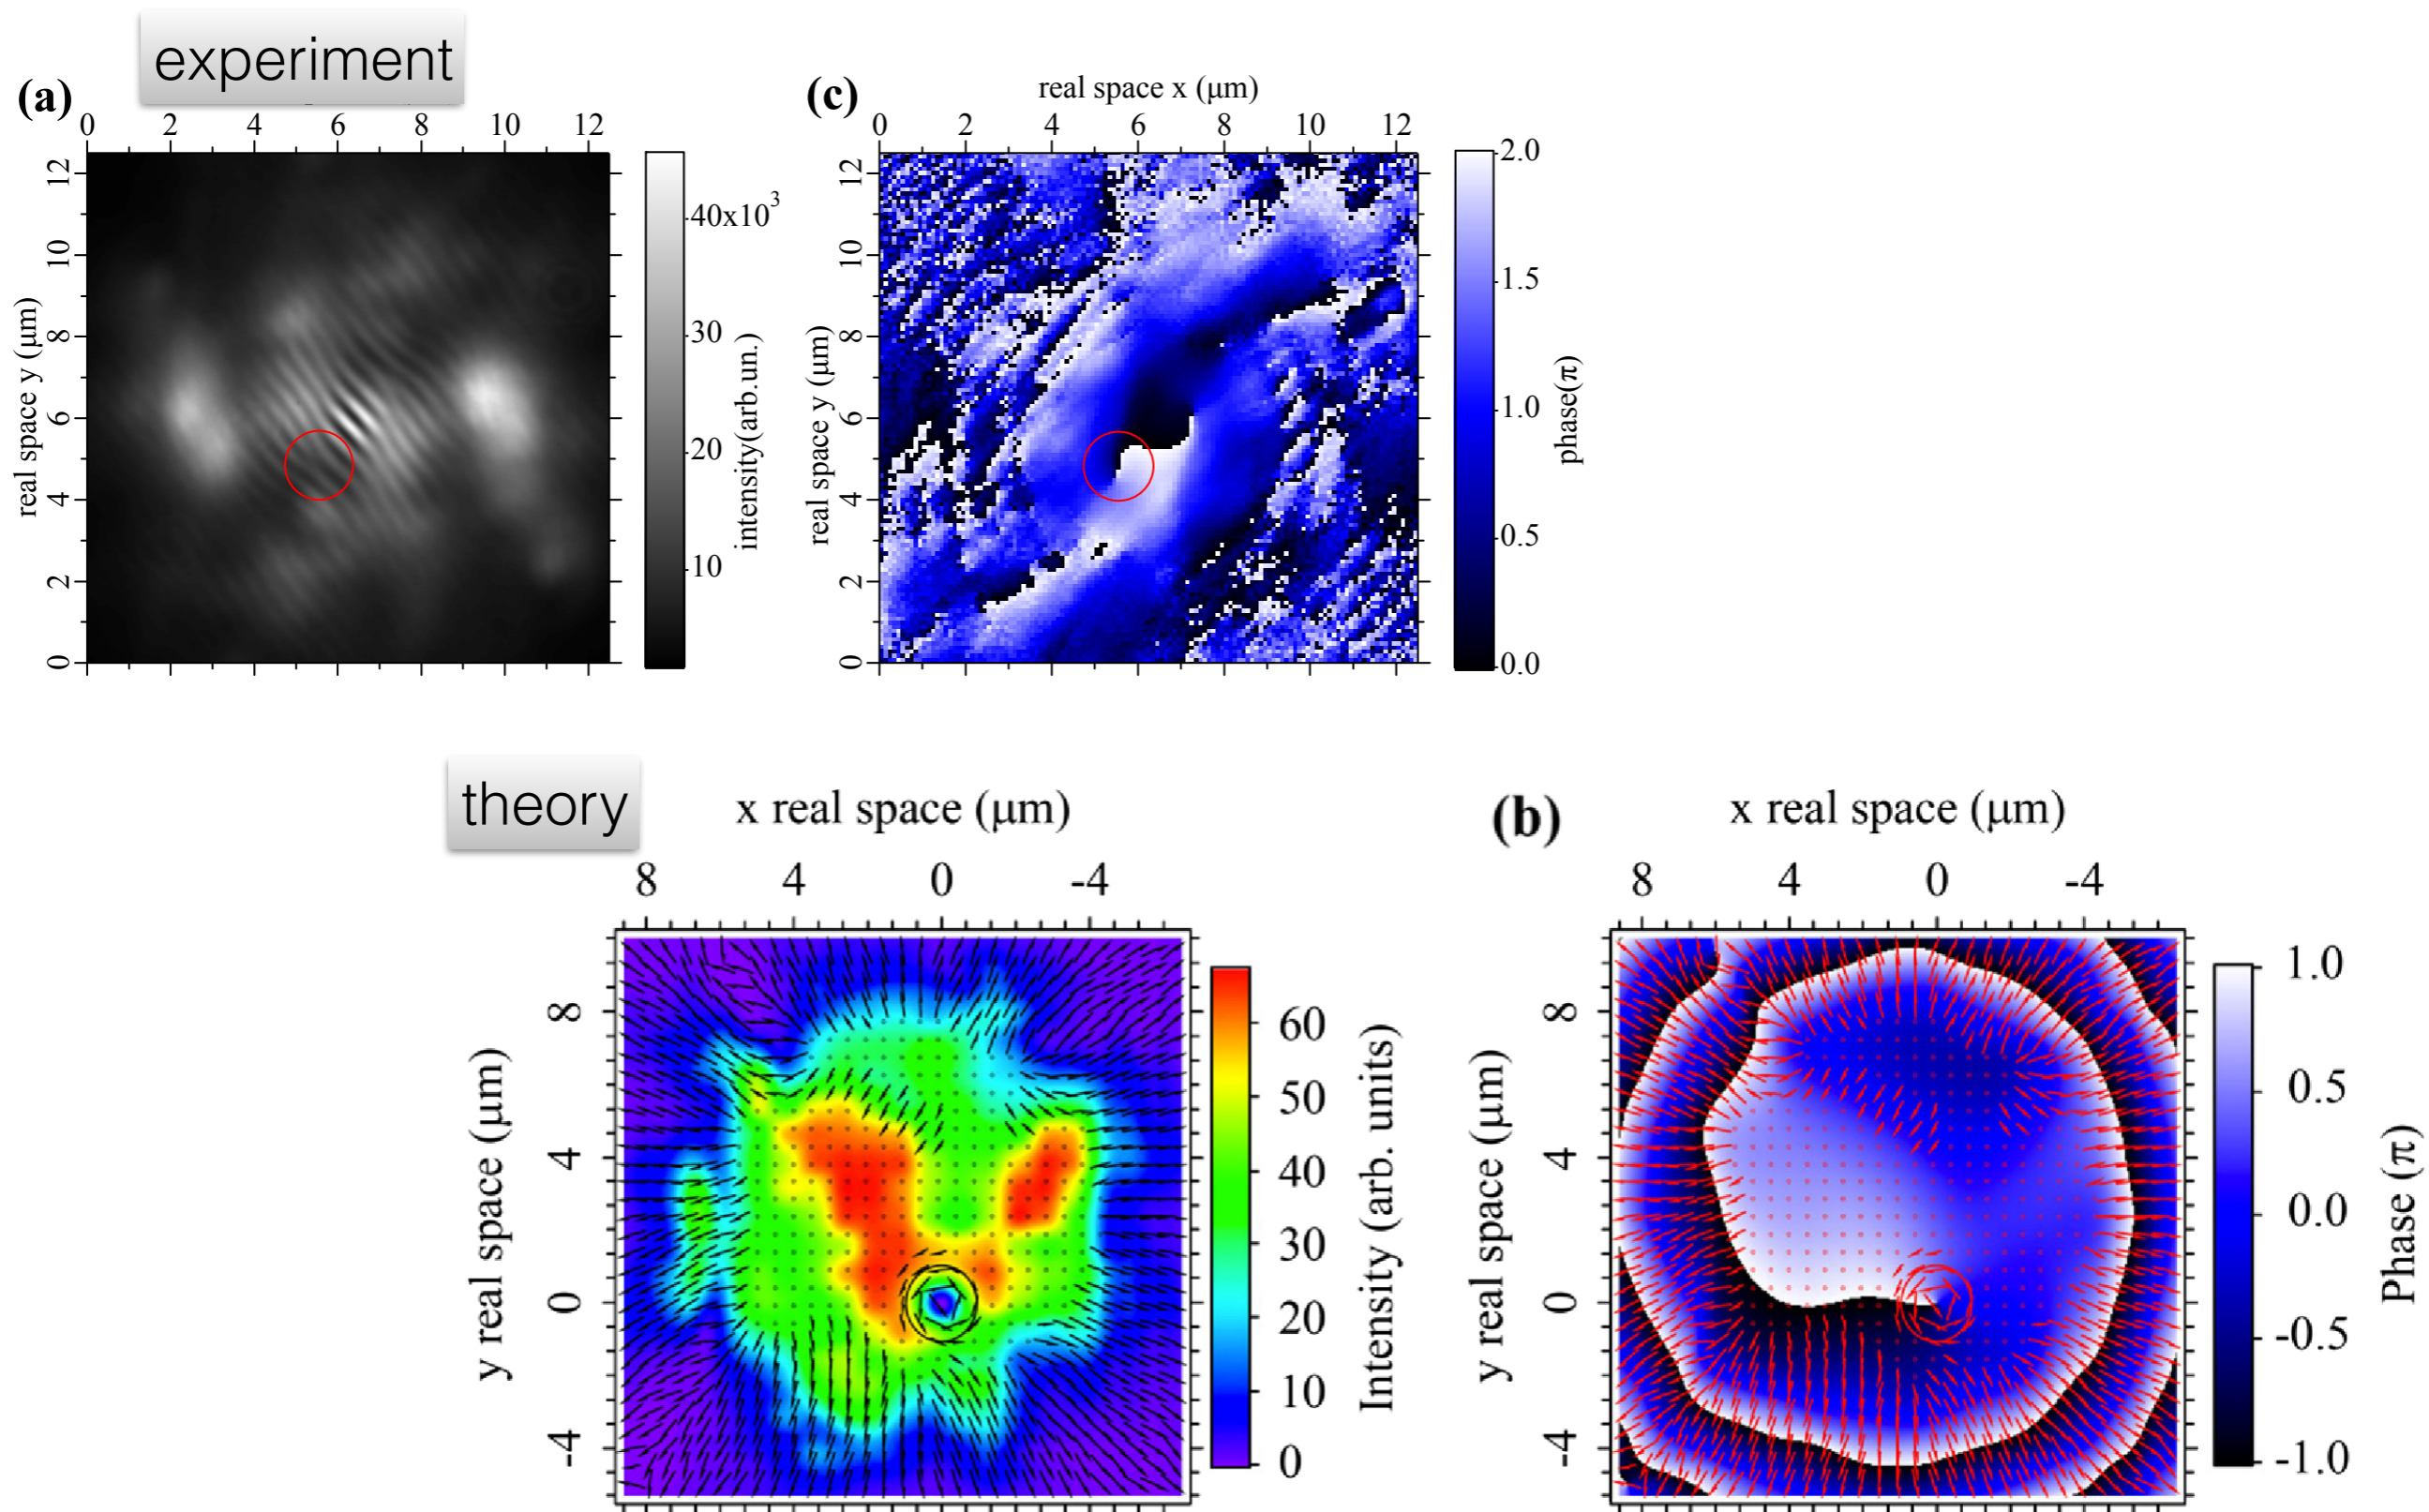 experiment
(a)
0 2 4 6 8 10 12
real space y (μm)
12
10
8
6
4
2
0
40x10³
30
20
10
intensity(arb.un.)
(c)
real space x (μm)
0 2 4 6 8 10 12
real space y (μm)
12
10
8
6
4
2
0
2.0
1.5
1.0
0.5
0.0
phase(π)
theory
x real space (μm)
8 4 0 -4
y real space (μm)
8
4
0
-4
60
50
40
30
20
10
0
Intensity (arb. units)
(b)
x real space (μm)
8 4 0 -4
y real space (μm)
8
4
0
-4
1.0
0.5
0.0
-0.5
-1.0
Phase (π)